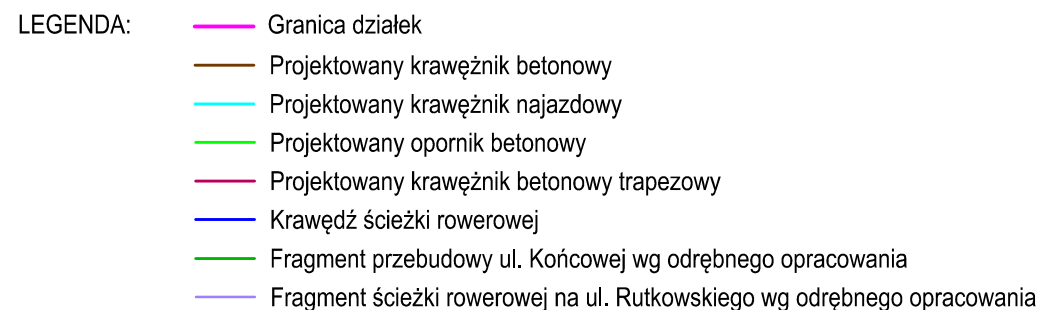 LEGENDA: Granica działek
Projektowany krawężnik betonowy
Projektowany krawężnik najazdowy
Projektowany opornik betonowy
Projektowany krawężnik betonowy trapezowy
Krawędź ścieżki rowerowej
Fragment przebudowy ul. Końcowej wg odrębnego opracowania
Fragment ścieżki rowerowej na ul. Rutkowskiego wg odrębnego opracowania